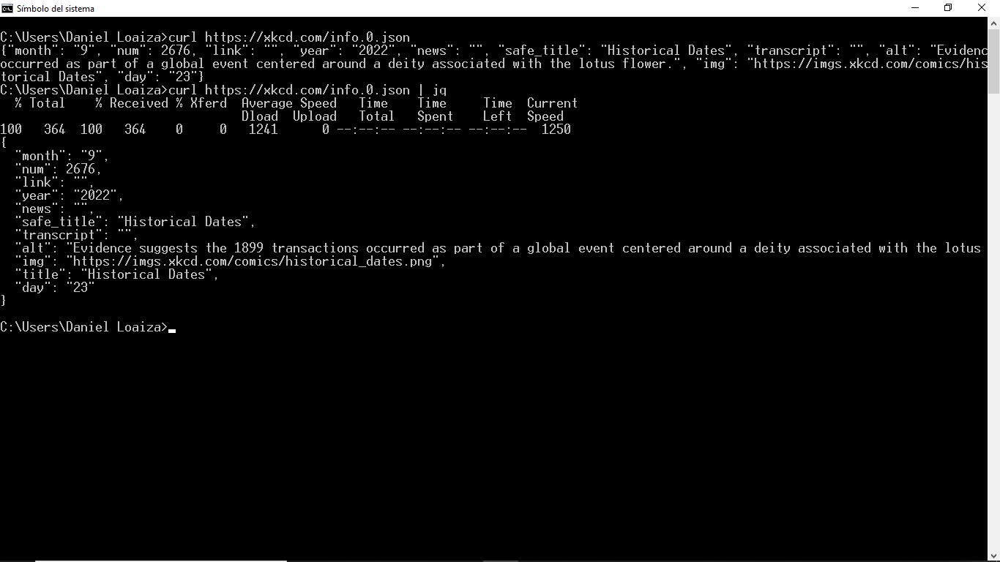 Símbolo del sistema
C:\Users\Daniel Loaiza>curl https://xkcd.com/info.0.json
{"month": "9", "num": 2676, "link": "", "year": "2022", "news": "", "safe_title": "Historical Dates", "transcript": "", "alt": "Evidenc
occurred as part of a global event centered around a deity associated with the lotus flower.", "img": "https://imgs.xkcd.com/comics/his
torical Dates", "day": "23"}
C:\Users\Daniel Loaiza>curl https://xkcd.com/info.0.json | jq
  % Total    % Received % Xferd  Average Speed   Time    Time     Time  Current
                                 Dload  Upload   Total   Spent    Left  Speed
100   364  100   364    0     0   1241      0 --:--:-- --:--:-- --:--:--  1250
{
  "month": "9",
  "num": 2676,
  "link": "",
  "year": "2022",
  "news": "",
  "safe_title": "Historical Dates",
  "transcript": "",
  "alt": "Evidence suggests the 1899 transactions occurred as part of a global event centered around a deity associated with the lotus
  "img": "https://imgs.xkcd.com/comics/historical_dates.png",
  "title": "Historical Dates",
  "day": "23"
}
C:\Users\Daniel Loaiza>